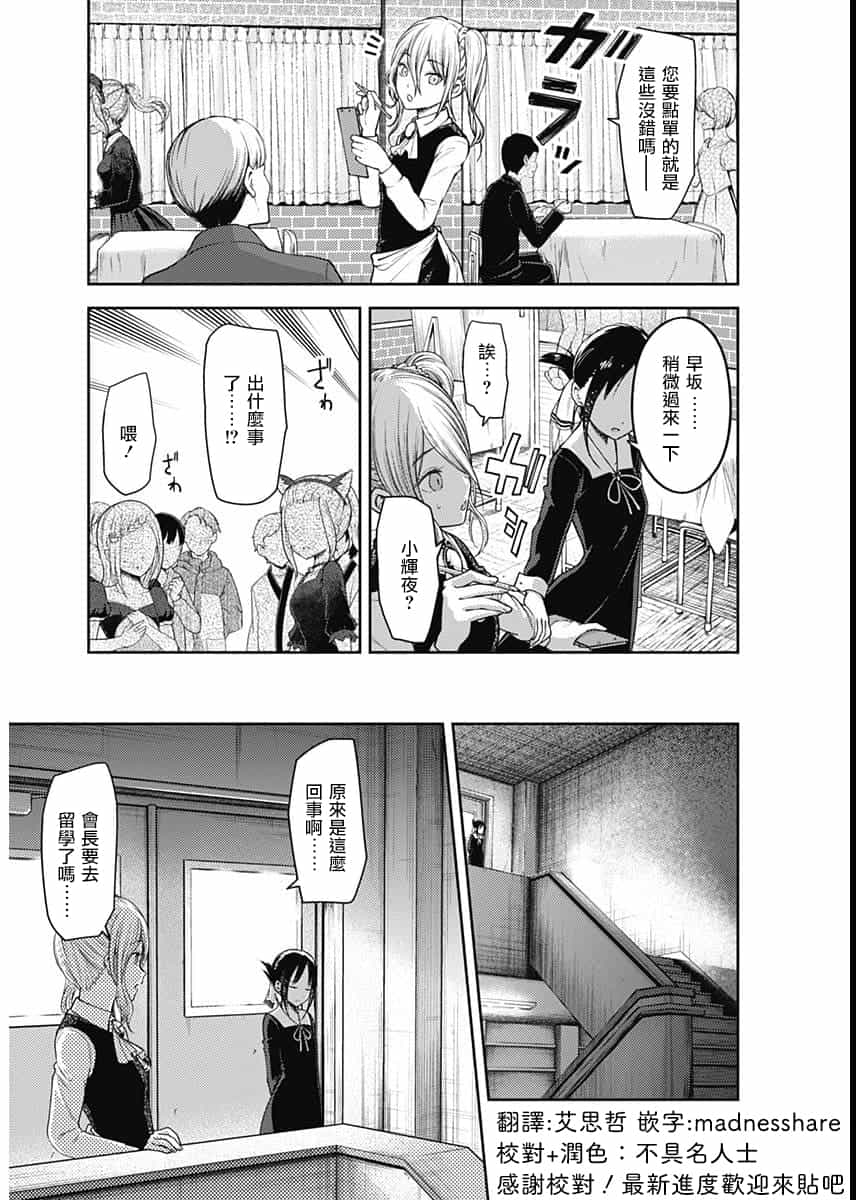 您要點單的就是
這些沒錯嗎——
ガラッ
早坂……
稍微過來一下
誒…?
ガシッ
小輝夜?
出什麼事
了……!?
ざわ
喂!
ざわ
原來是這麼
回事啊……
會長要去
留學了嗎……
翻譯:艾思哲 嵌字:madnesshare
校對+潤色：不具名人士
感謝校對！最新進度歡迎來貼吧